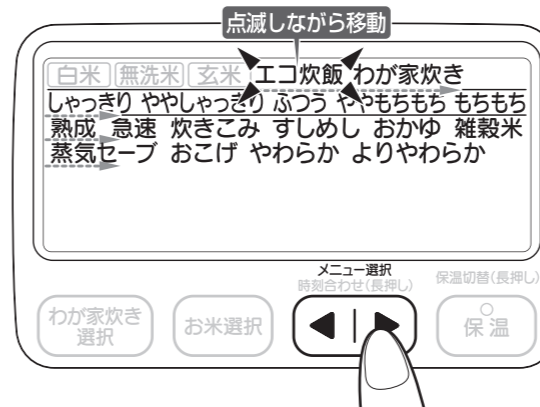 点滅しながら移動
白米 無洗米 玄米 エコ炊飯 わが家炊き
しゃっきり ややしゃっきり ふつう ややもちもち もちもち
熟成 急速 炊きこみ すしめし おかゆ 雑穀米
蒸気セーブ おこげ やわらか よりやわらか
メニュー選択
時刻合わせ(長押し)
保温切替(長押し)
わが家炊き
選択
お米選択
保温